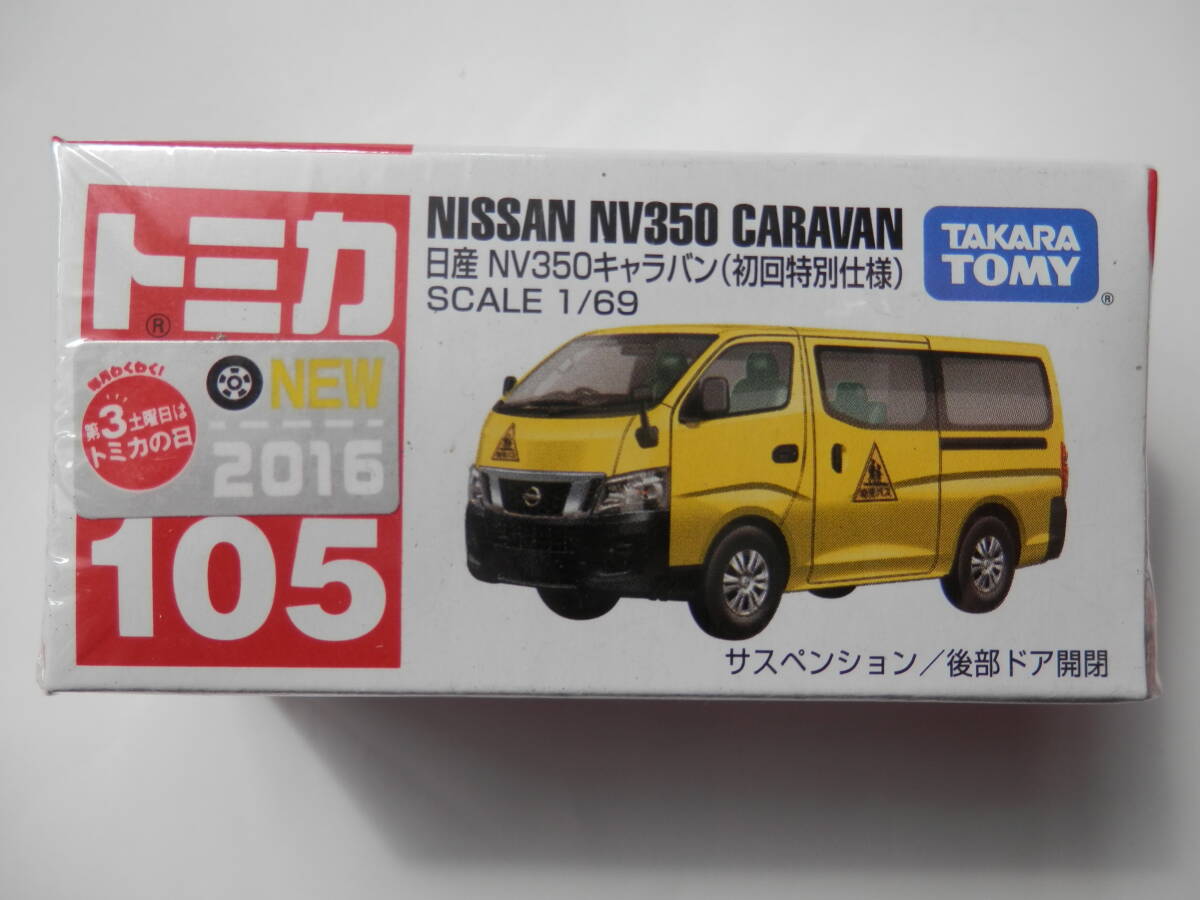 トミカ
®
毎月わくわく!
第3土曜日は
トミカの日
NEW
2016
105
NISSAN NV350 CARAVAN
日産 NV350キャラバン(初回特別仕様)
SCALE 1/69
TAKARA
TOMY
®
サスペンション/後部ドア開閉